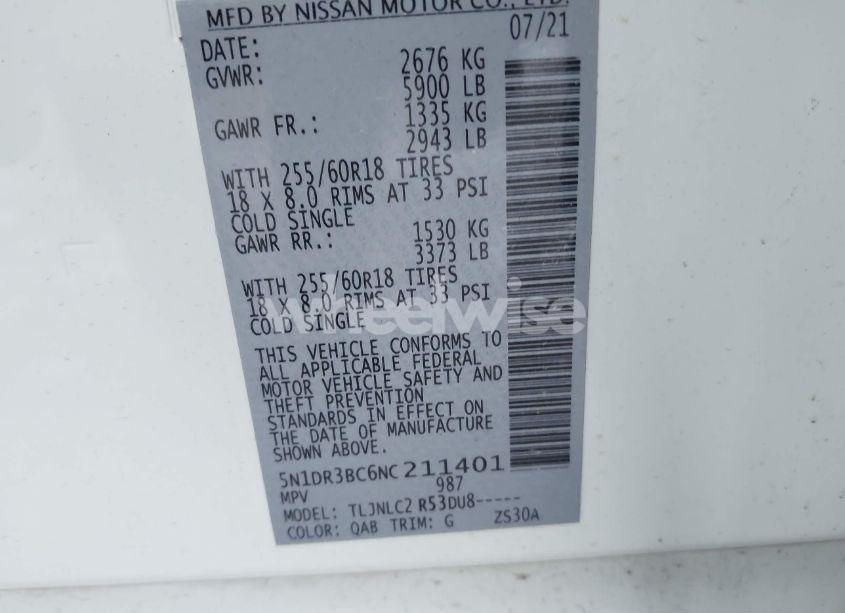 MFD BY NISSAN MOTOR CO., LTD.
DATE: 07/21
GVWR: 2676 KG
5900 LB
GAWR FR.: 1335 KG
2943 LB
WITH 255/60R18 TIRES
18 X 8.0 RIMS AT 33 PSI
COLD SINGLE
GAWR RR.: 1530 KG
3373 LB
WITH 255/60R18 TIRES
18 X 8.0 RIMS AT 33 PSI
COLD SINGLE
wheelwise
THIS VEHICLE CONFORMS TO
ALL APPLICABLE FEDERAL
MOTOR VEHICLE SAFETY AND
THEFT PREVENTION
STANDARDS IN EFFECT ON
THE DATE OF MANUFACTURE
SHOWN ABOVE.
5N1DR3BC6NC211401
MPV 987
MODEL: TLJNLC2 R53DU8-----
COLOR: QAB TRIM: G ZS30A